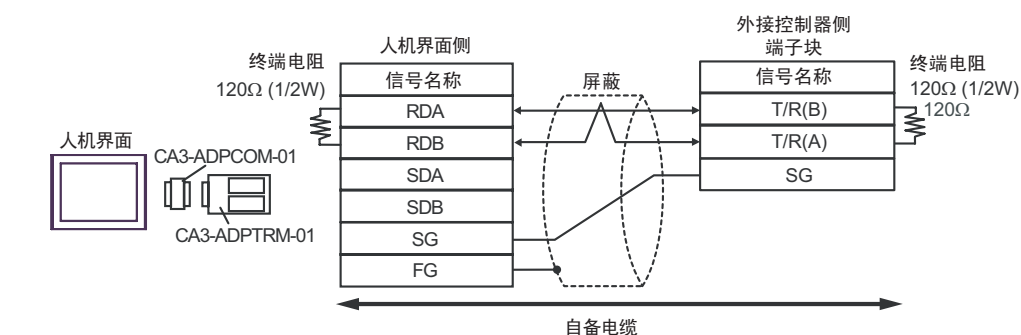 外接控制器侧
端子块
人机界面侧
终端电阻
120Ω (1/2W)
终端电阻
120Ω (1/2W)
120Ω
信号名称
屏蔽
信号名称
RDA
T/R(B)
RDB
T/R(A)
SDA
SG
SDB
SG
FG
人机界面
CA3-ADPCOM-01
CA3-ADPTRM-01
自备电缆